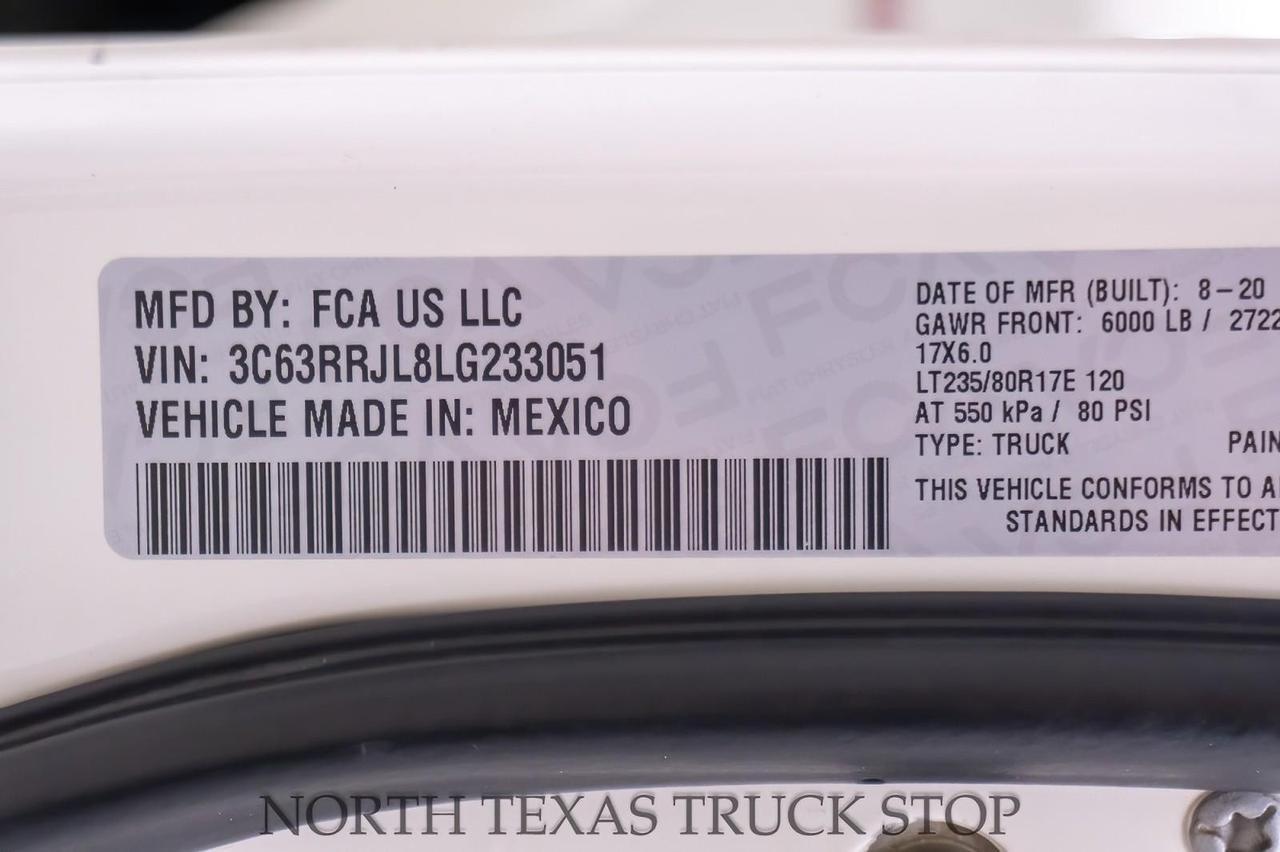 MFD BY: FCA US LLC
VIN: 3C63RRJL8LG233051
VEHICLE MADE IN: MEXICO
DATE OF MFR (BUILT): 8-20
GAWR FRONT: 6000 LB / 2722
17X6.0
LT235/80R17E 120
AT 550 kPa / 80 PSI
TYPE: TRUCK PAIN
THIS VEHICLE CONFORMS TO A
STANDARDS IN EFFECT
NORTH TEXAS TRUCK STOP